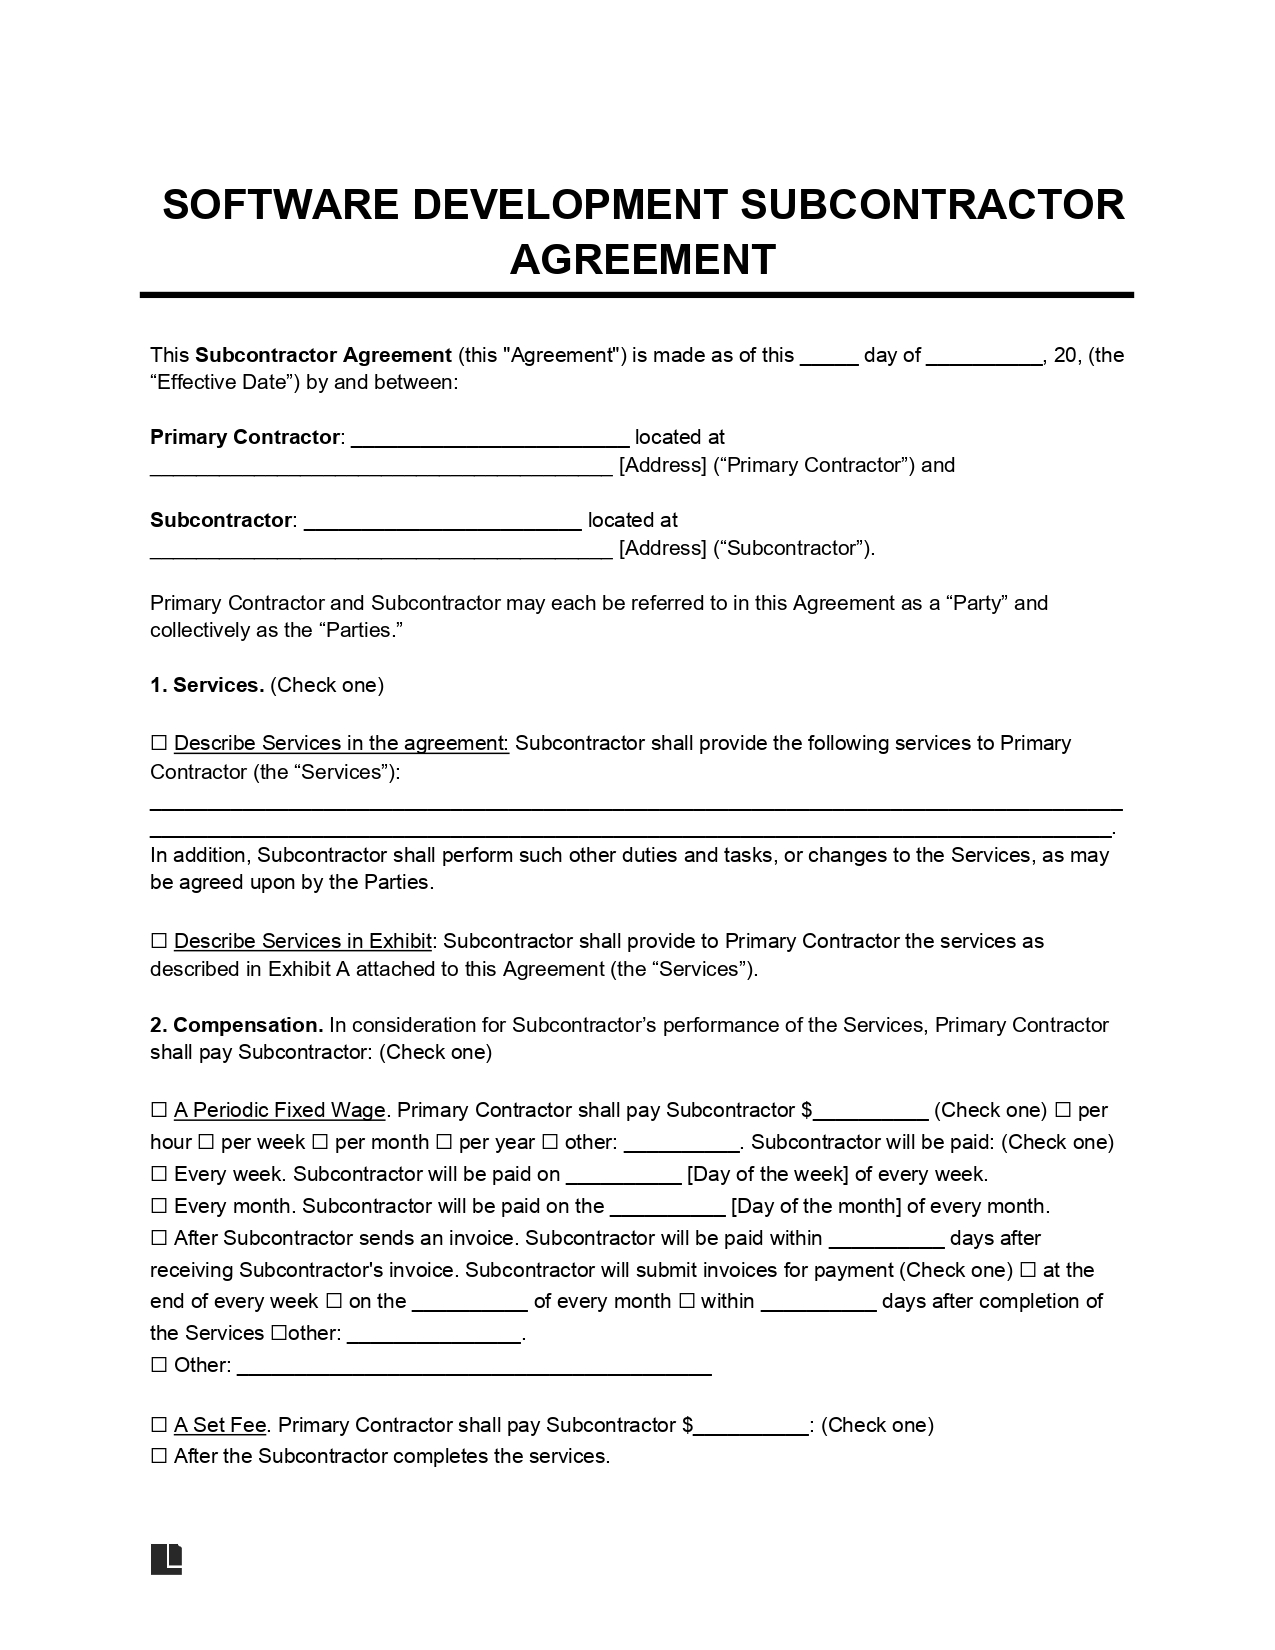 SOFTWARE DEVELOPMENT SUBCONTRACTOR
AGREEMENT
This Subcontractor Agreement (this "Agreement") is made as of this _____ day of __________, 20, (the
“Effective Date”) by and between:
Primary Contractor: ________________________ located at
________________________________________ [Address] (“Primary Contractor”) and
Subcontractor: ________________________ located at
________________________________________ [Address] (“Subcontractor”).
Primary Contractor and Subcontractor may each be referred to in this Agreement as a “Party” and
collectively as the “Parties.”
1. Services. (Check one)
☐ Describe Services in the agreement: Subcontractor shall provide the following services to Primary
Contractor (the “Services”):
____________________________________________________________________________________
___________________________________________________________________________________.
In addition, Subcontractor shall perform such other duties and tasks, or changes to the Services, as may
be agreed upon by the Parties.
☐ Describe Services in Exhibit: Subcontractor shall provide to Primary Contractor the services as
described in Exhibit A attached to this Agreement (the “Services”).
2. Compensation. In consideration for Subcontractor’s performance of the Services, Primary Contractor
shall pay Subcontractor: (Check one)
☐ A Periodic Fixed Wage. Primary Contractor shall pay Subcontractor $__________ (Check one) ☐ per
hour ☐ per week ☐ per month ☐ per year ☐ other: __________. Subcontractor will be paid: (Check one)
☐ Every week. Subcontractor will be paid on __________ [Day of the week] of every week.
☐ Every month. Subcontractor will be paid on the __________ [Day of the month] of every month.
☐ After Subcontractor sends an invoice. Subcontractor will be paid within __________ days after
receiving Subcontractor's invoice. Subcontractor will submit invoices for payment (Check one) ☐ at the
end of every week ☐ on the __________ of every month ☐ within __________ days after completion of
the Services ☐other: _______________.
☐ Other: _________________________________________
☐ A Set Fee. Primary Contractor shall pay Subcontractor $__________: (Check one)
☐ After the Subcontractor completes the services.